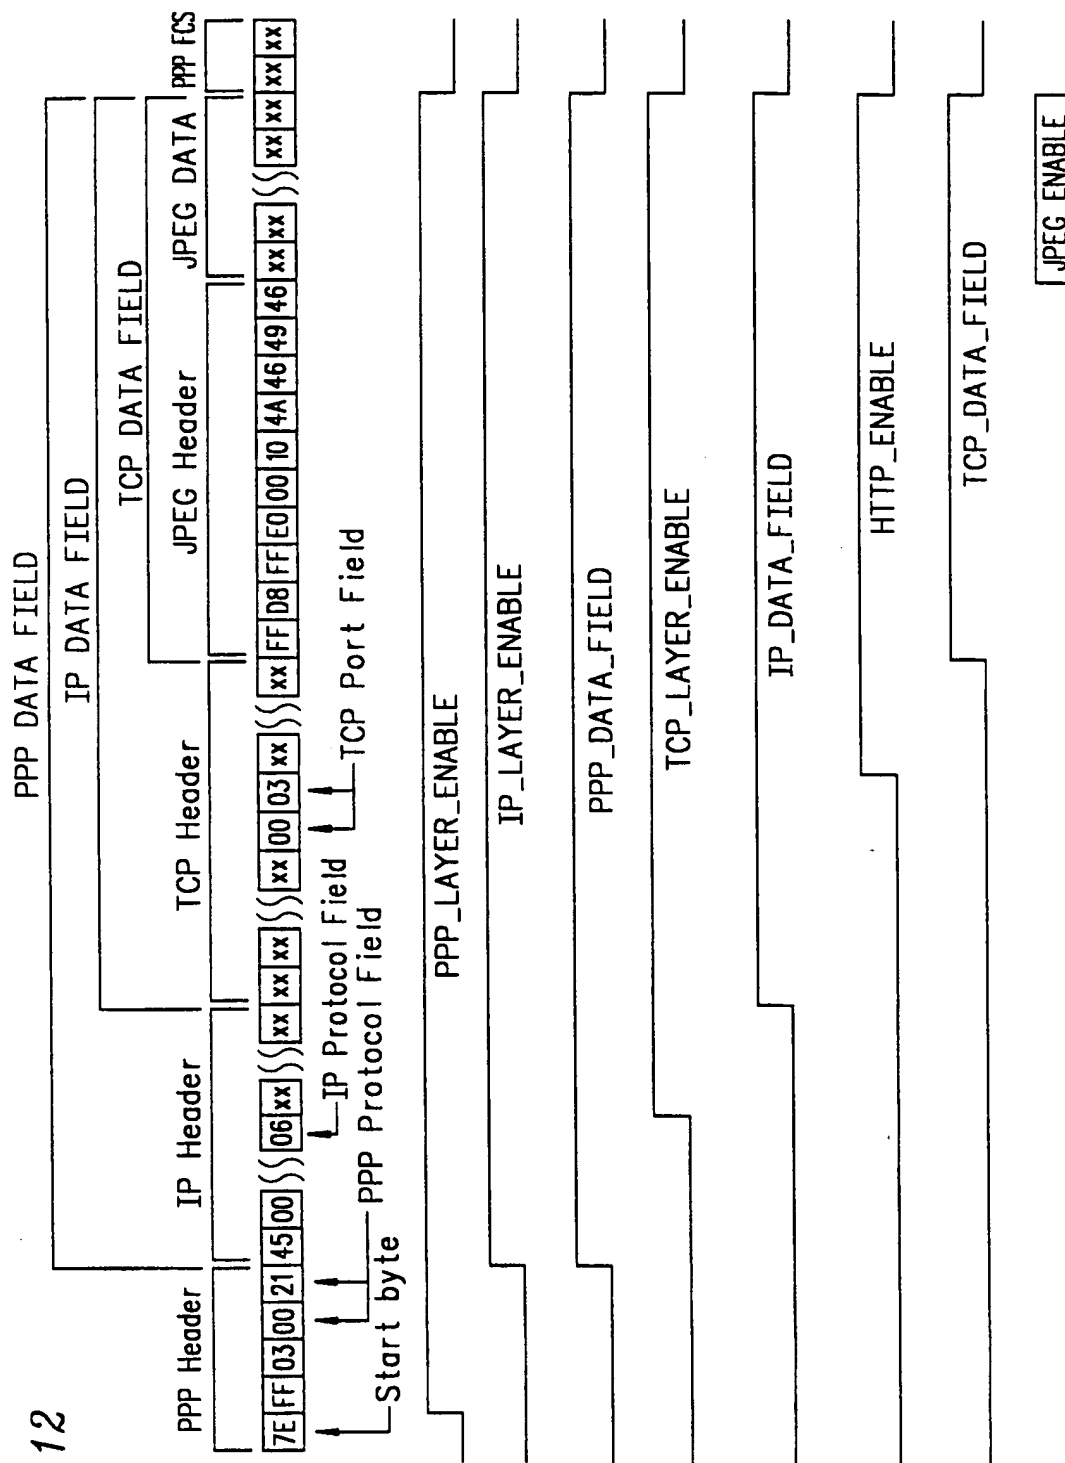 12
PPP DATA FIELD
IP DATA FIELD
TCP DATA FIELD
PPP Header
IP Header
TCP Header
JPEG Header
JPEG DATA
PPP FCS
7E FF 03 00 21 45 00 06 xx xx xx xx xx 00 03 xx xx FF D8 FF E0 00 10 4A 46 49 46 xx xx xx xx xx xx
Start byte
PPP Protocol Field
IP Protocol Field
TCP Port Field
PPP_LAYER_ENABLE
IP_LAYER_ENABLE
PPP_DATA_FIELD
TCP_LAYER_ENABLE
IP_DATA_FIELD
HTTP_ENABLE
TCP_DATA_FIELD
JPEG ENABLE